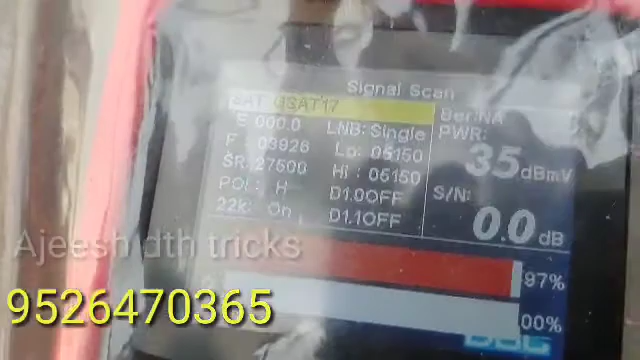 Signal Scan
SAT GSAT17
E 000.0 LNB: Single
F 03928 Lo: 05150
SR: 27500 Hi: 05150
POL: H D1.0OFF
22k: On D1.1OFF
Ber:NA
PWR:
35dBmV
S/N:
0.0dB
Ajeesh dth tricks
97%
9526470365
00%